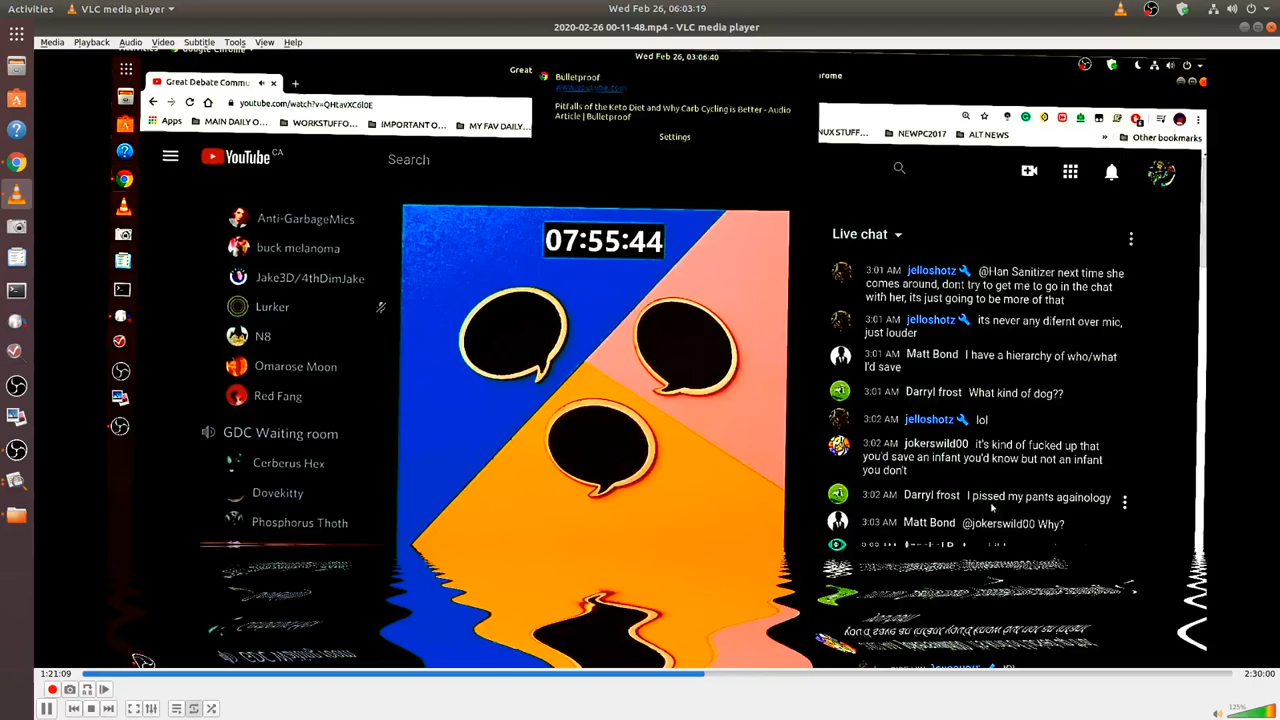 Activities
VLC media player
Wed Feb 26, 06:03:19
2020-02-26 00-11-48.mp4 - VLC media player
Media Playback Audio Video Subtitle Tools View Help
Wed Feb 26, 03:06:40
Great Debate Commu
Great
Bulletproof
Pitfalls of the Keto Diet and Why Carb Cycling is Better - Audio
Article | Bulletproof
Settings
hrome
youtube.com/watch?v=QHtavXC6l0E
Apps MAIN DAILY O... WORKSTUFFO... IMPORTANT O... MY FAV DAILY...
NUX STUFF... NEWPC2017 ALT NEWS » Other bookmarks
YouTube CA
Search
Anti-GarbageMics
buck melanoma
Jake3D/4thDimJake
Lurker
N8
Omarose Moon
Red Fang
GDC Waiting room
Cerberus Hex
Dovekitty
Phosphorus Thoth
07:55:44
Live chat
3:01 AM jelloshotz @Han Sanitizer next time she
comes around, dont try to get me to go in the chat
with her, its just going to be more of that
3:01 AM jelloshotz its never any difernt over mic,
just louder
3:01 AM Matt Bond I have a hierarchy of who/what
I'd save
3:01 AM Darryl frost What kind of dog??
3:02 AM jelloshotz lol
3:02 AM jokerswild00 it's kind of fucked up that
you'd save an infant you'd know but not an infant
you don't
3:02 AM Darryl frost I pissed my pants againology
3:03 AM Matt Bond @jokerswild00 Why?
1:21:09
2:30:00
125%